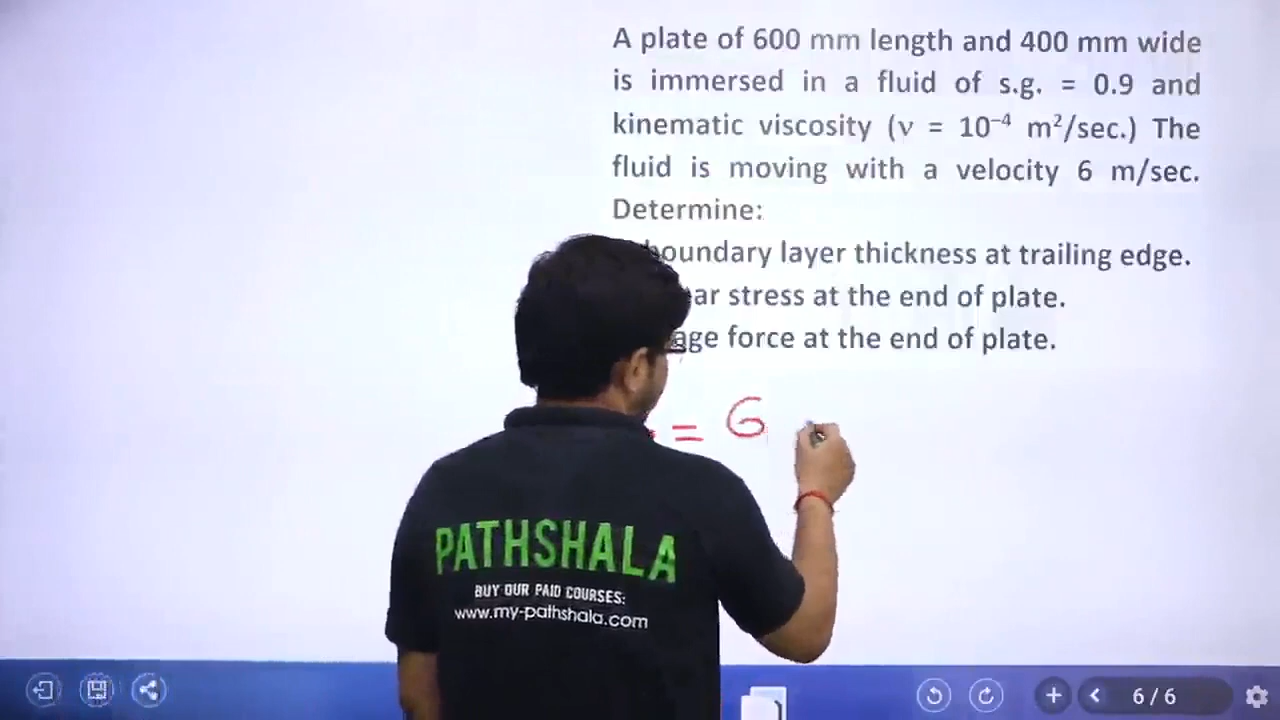 A plate of 600 mm length and 400 mm wide
is immersed in a fluid of s.g. = 0.9 and
kinematic viscosity (ν = 10⁻⁴ m²/sec.) The
fluid is moving with a velocity 6 m/sec.
Determine:
boundary layer thickness at trailing edge.
ar stress at the end of plate.
age force at the end of plate.
= 6
PATHSHALA
BUY OUR PAID COURSES:
www.my-pathshala.com
6 / 6